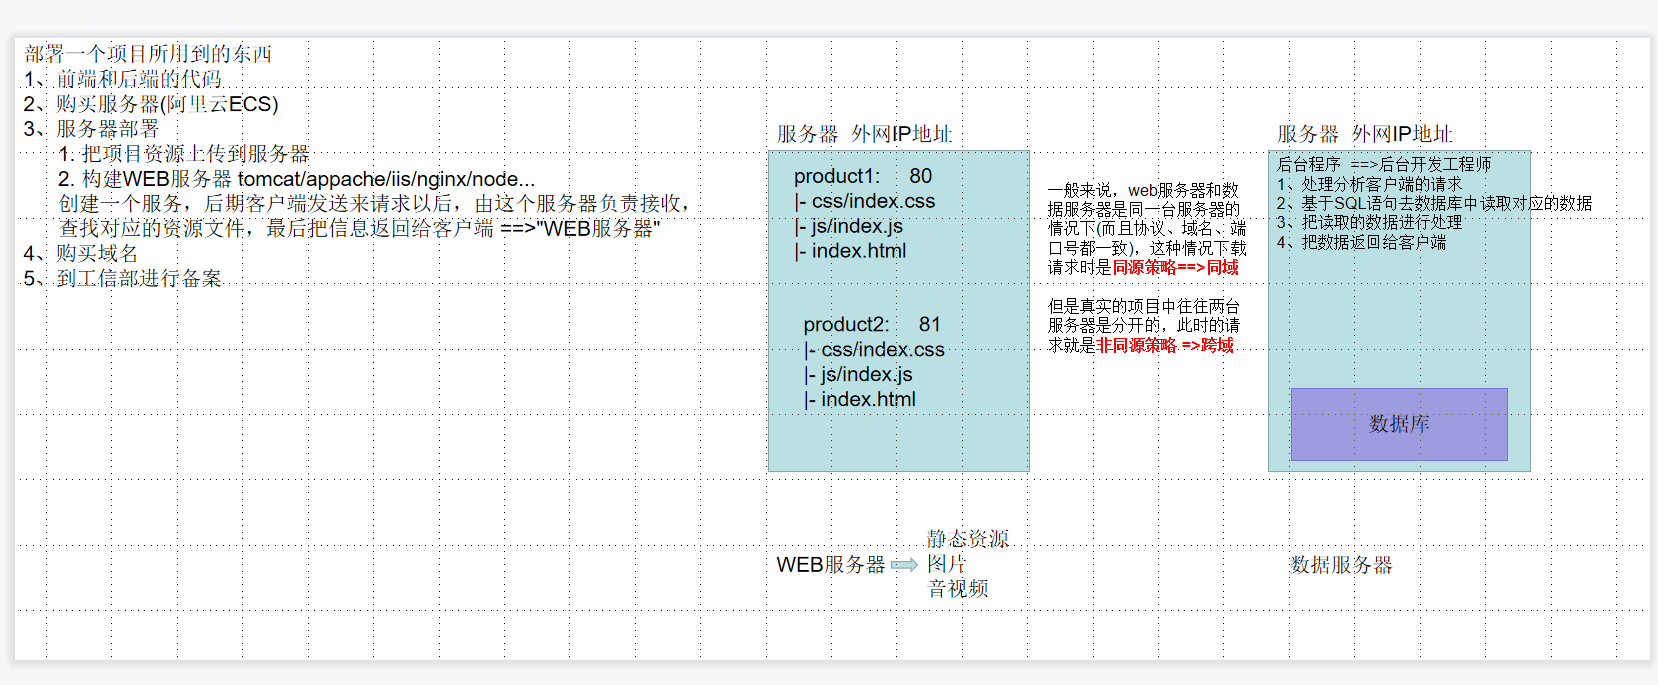 部署一个项目所用到的东西
1、前端和后端的代码
2、购买服务器(阿里云ECS)
3、服务器部署
1. 把项目资源上传到服务器
2. 构建WEB服务器 tomcat/appache/iis/nginx/node...
创建一个服务，后期客户端发送来请求以后，由这个服务器负责接收，
查找对应的资源文件，最后把信息返回给客户端 ==>"WEB服务器"
4、购买域名
5、到工信部进行备案
服务器 外网IP地址
product1: 80
|- css/index.css
|- js/index.js
|- index.html
product2: 81
|- css/index.css
|- js/index.js
|- index.html
WEB服务器
静态资源
图片
音视频
一般来说，web服务器和数
据服务器是同一台服务器的
情况下(而且协议、域名、端
口号都一致)，这种情况下载
请求时是同源策略==>同域
但是真实的项目中往往两台
服务器是分开的，此时的请
求就是非同源策略 =>跨域
服务器 外网IP地址
后台程序 ==>后台开发工程师
1、处理分析客户端的请求
2、基于SQL语句去数据库中读取对应的数据
3、把读取的数据进行处理
4、把数据返回给客户端
数据库
数据服务器